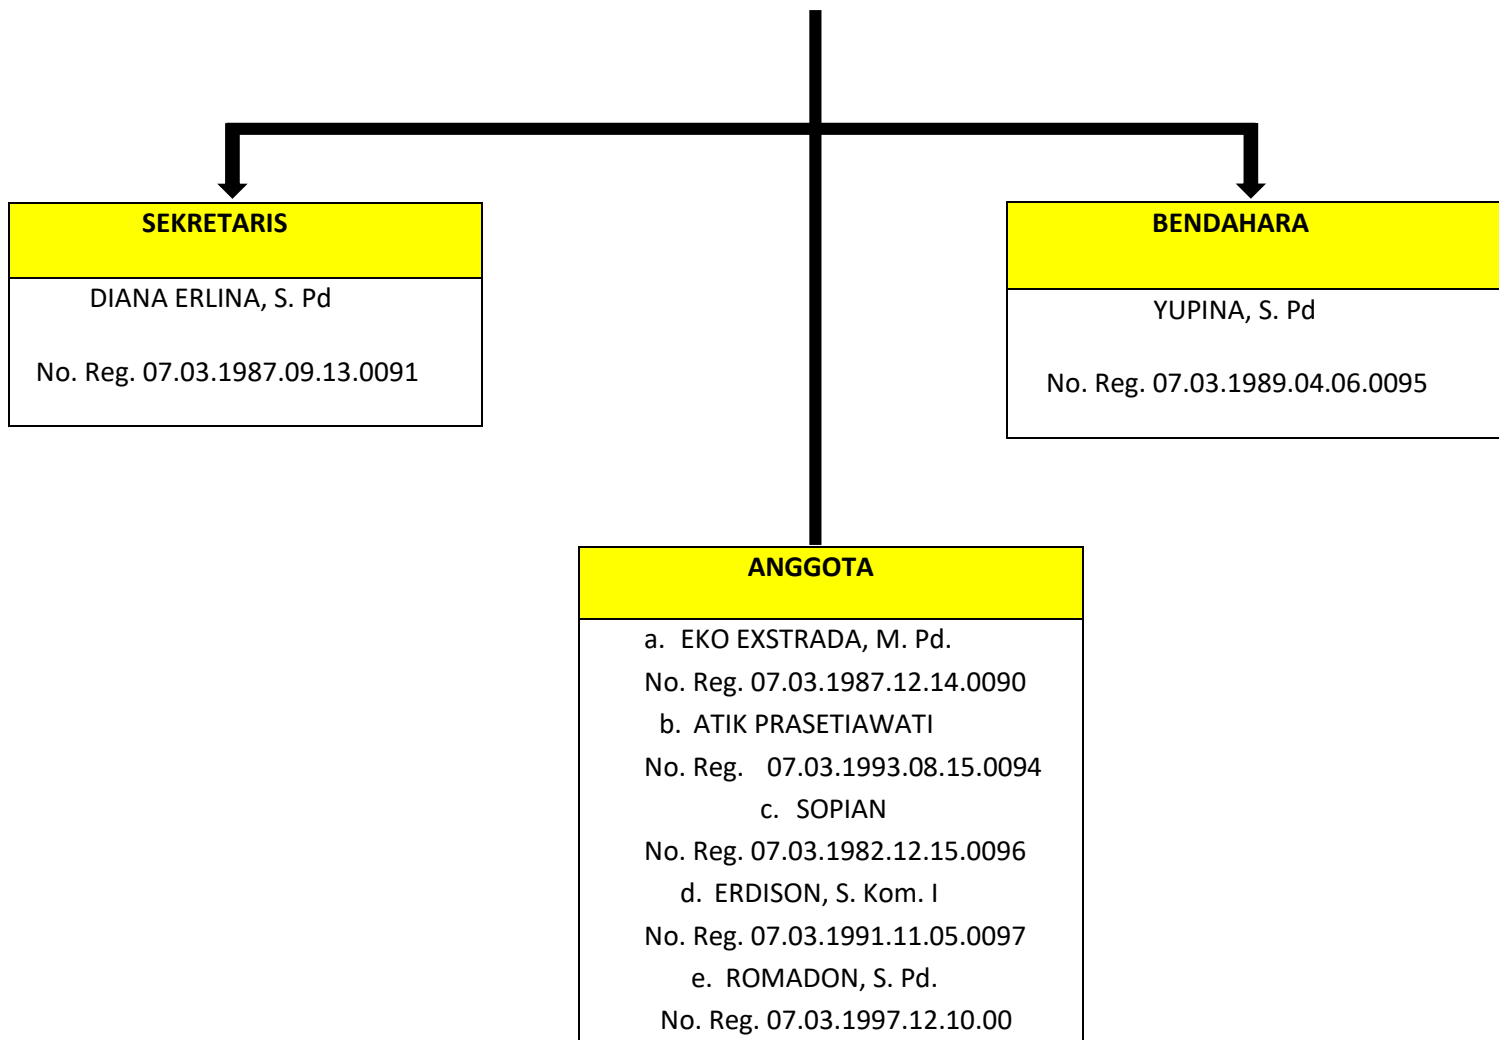 SEKRETARIS
DIANA ERLINA, S. Pd
No. Reg. 07.03.1987.09.13.0091
BENDAHARA
YUPINA, S. Pd
No. Reg. 07.03.1989.04.06.0095
ANGGOTA
a. EKO EXSTRADA, M. Pd.
No. Reg. 07.03.1987.12.14.0090
b. ATIK PRASETIAWATI
No. Reg. 07.03.1993.08.15.0094
c. SOPIAN
No. Reg. 07.03.1982.12.15.0096
d. ERDISON, S. Kom. I
No. Reg. 07.03.1991.11.05.0097
e. ROMADON, S. Pd.
No. Reg. 07.03.1997.12.10.00